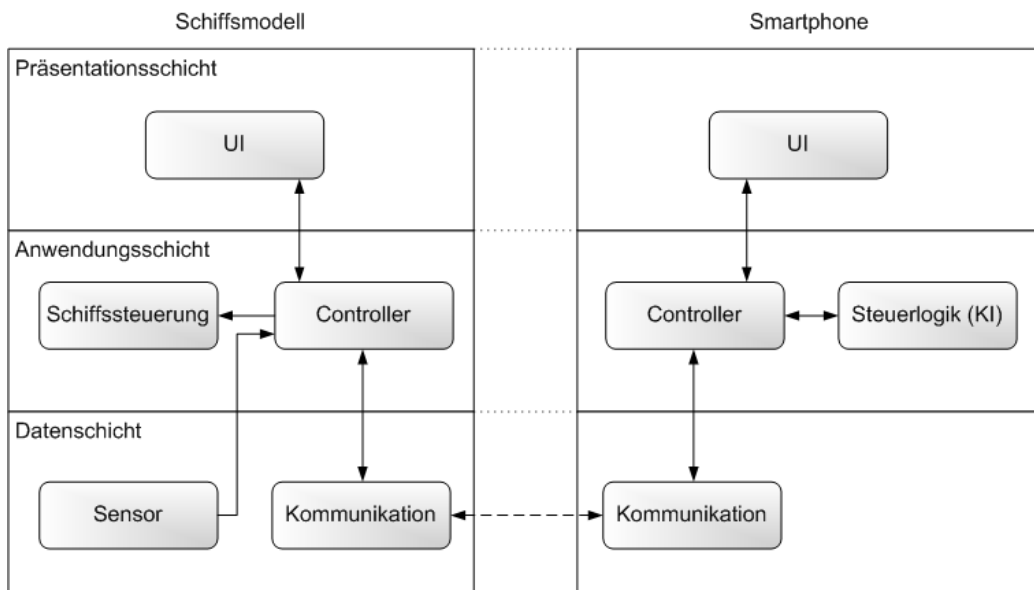 Schiffsmodell
Smartphone
Präsentationsschicht
UI
UI
Anwendungsschicht
Schiffssteuerung
Controller
Controller
Steuerlogik (KI)
Datenschicht
Sensor
Kommunikation
Kommunikation